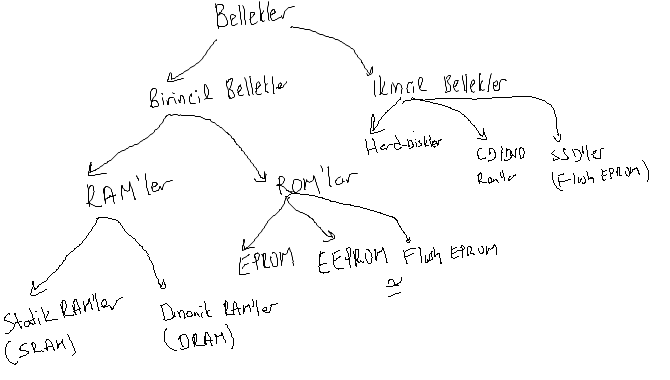 Bellekler
Birincil Bellekle
İkincil Bellekler
Hard-Diskler
CD/DVD
Romlar
SSD'ler
(Flash EPROM)
RAM'ler
ROM'lar
EPROM
EEPROM
Flash EPROM
Statik RAM'ler
(SRAM)
Dinamik RAM'ler
(DRAM)